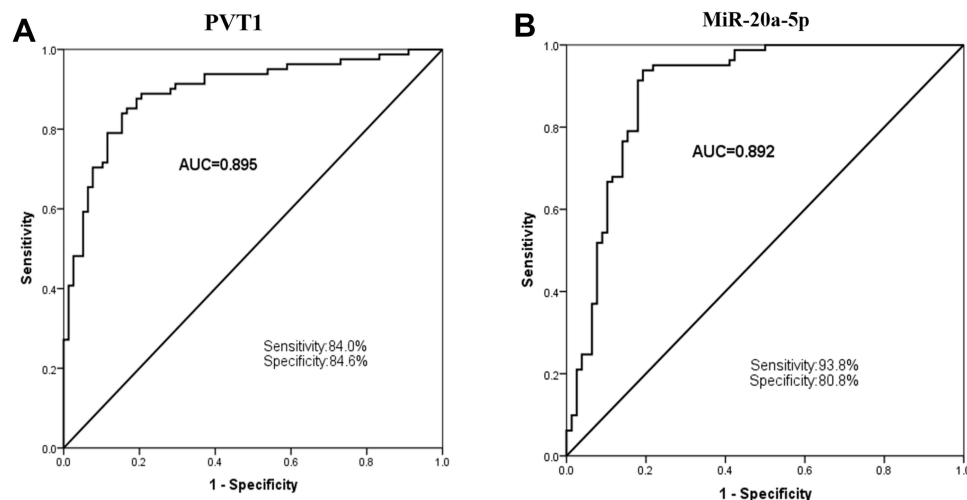 A
PVT1
1.0
0.8
0.6
0.4
0.2
0.0
Sensitivity
AUC=0.895
Sensitivity:84.0%
Specificity:84.6%
0.0 0.2 0.4 0.6 0.8 1.0
1 - Specificity
B
MiR-20a-5p
1.0
0.8
0.6
0.4
0.2
0.0
Sensitivity
AUC=0.892
Sensitivity:93.8%
Specificity:80.8%
0.0 0.2 0.4 0.6 0.8 1.0
1 - Specificity